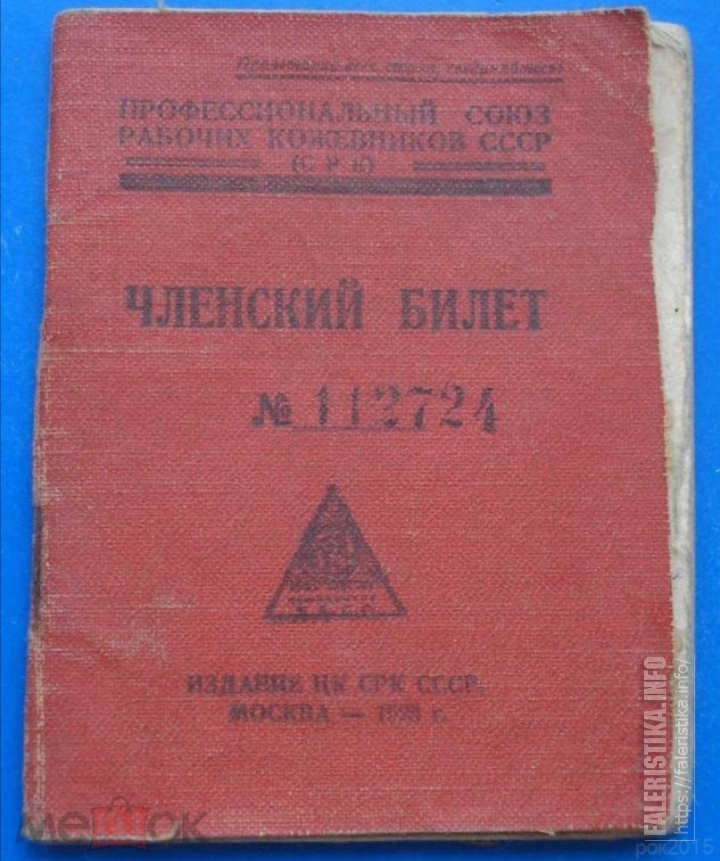 Пролетарии всех стран, соединяйтесь!
ПРОФЕССИОНАЛЬНЫЙ СОЮЗ
РАБОЧИХ КОЖЕВНИКОВ СССР
(С Р К)
ЧЛЕНСКИЙ БИЛЕТ
№ 112724
ИЗДАНИЕ ЦК СРК СССР.
МОСКВА — г.
FALERISTIKA.INFO
https://faleristika.info/
мешок
рок2015